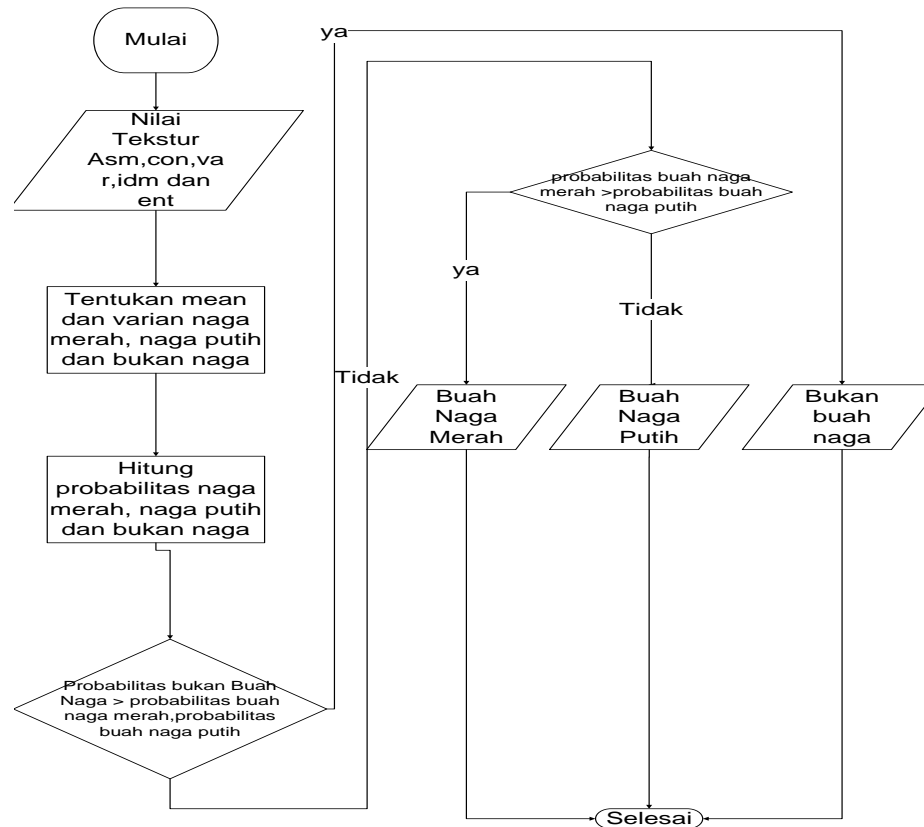 Mulai
Nilai
Tekstur
Asm,con,va
r,idm dan
ent
Tentukan mean
dan varian naga
merah, naga putih
dan bukan naga
Hitung
probabilitas naga
merah, naga putih
dan bukan naga
Probabilitas bukan Buah
Naga > probabilitas buah
naga merah,probabilitas
buah naga putih
ya
Tidak
probabilitas buah naga
merah >probabilitas buah
naga putih
ya
Tidak
Buah
Naga
Merah
Buah
Naga
Putih
Bukan
buah
naga
Selesai